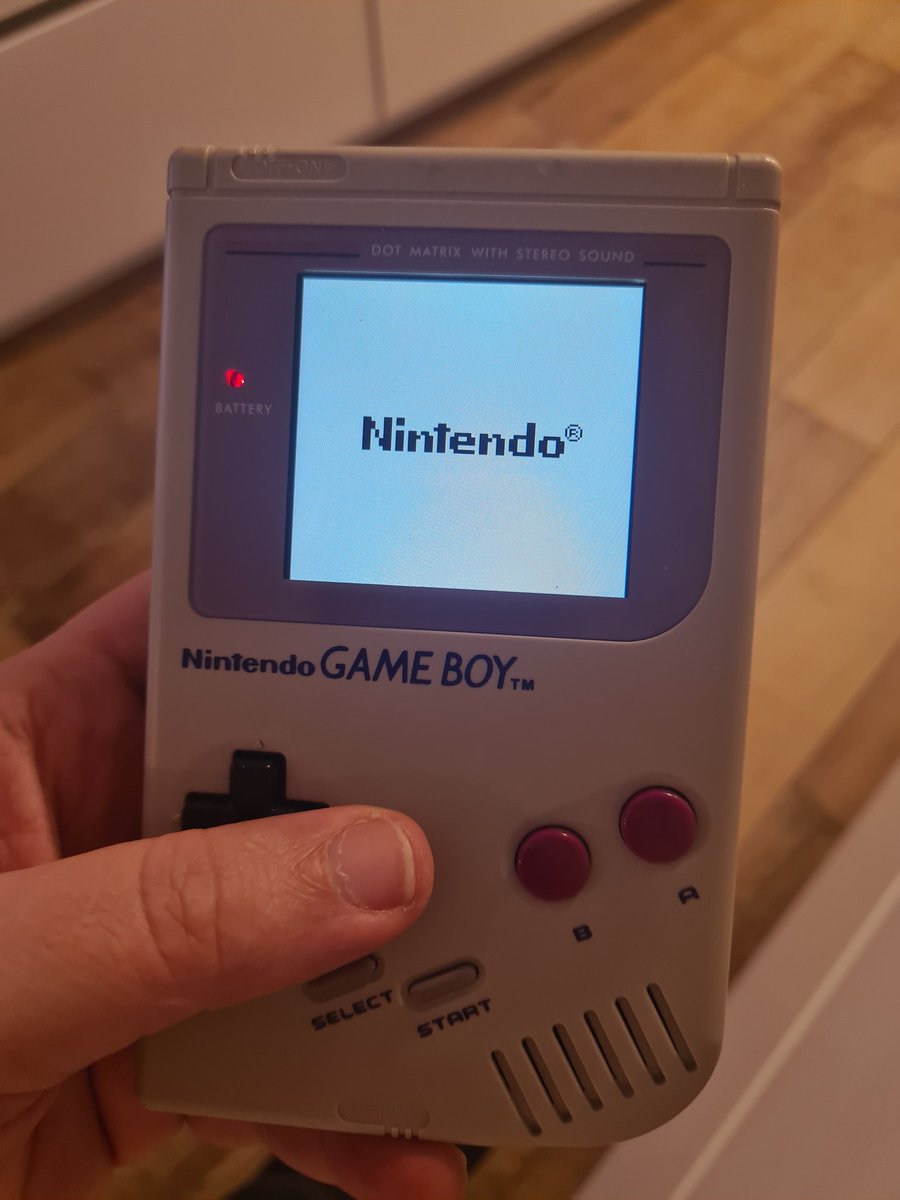 ◁OFF•ON▷
DOT MATRIX WITH STEREO SOUND
BATTERY
Nintendo®
Nintendo GAME BOY™
B
A
SELECT
START